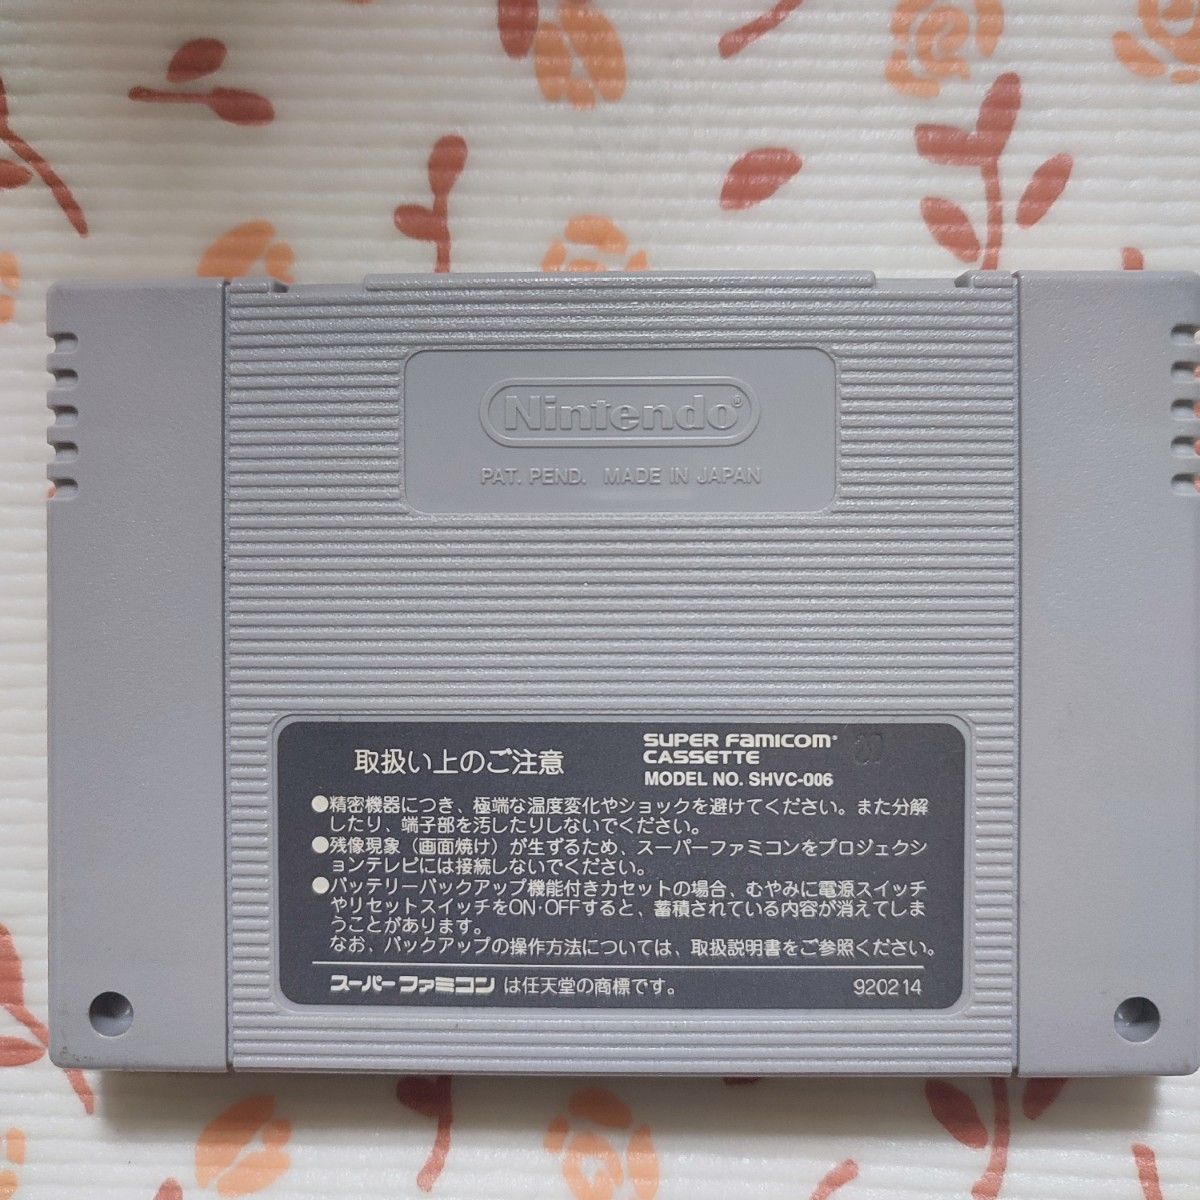 Nintendo®
PAT. PEND. MADE IN JAPAN
取扱い上のご注意
SUPER FAMICOM®
CASSETTE
MODEL NO. SHVC-006
●精密機器につき、極端な温度変化やショックを避けてください。また分解
したり、端子部を汚したりしないでください。
●残像現象（画面焼け）が生ずるため、スーパーファミコンをプロジェクシ
ョンテレビには接続しないでください。
●バッテリーバックアップ機能付きカセットの場合、むやみに電源スイッチ
やリセットスイッチをON・OFFすると、蓄積されている内容が消えてしま
うことがあります。
なお、バックアップの操作方法については、取扱説明書をご参照ください。
スーパーファミコンは任天堂の商標です。
920214